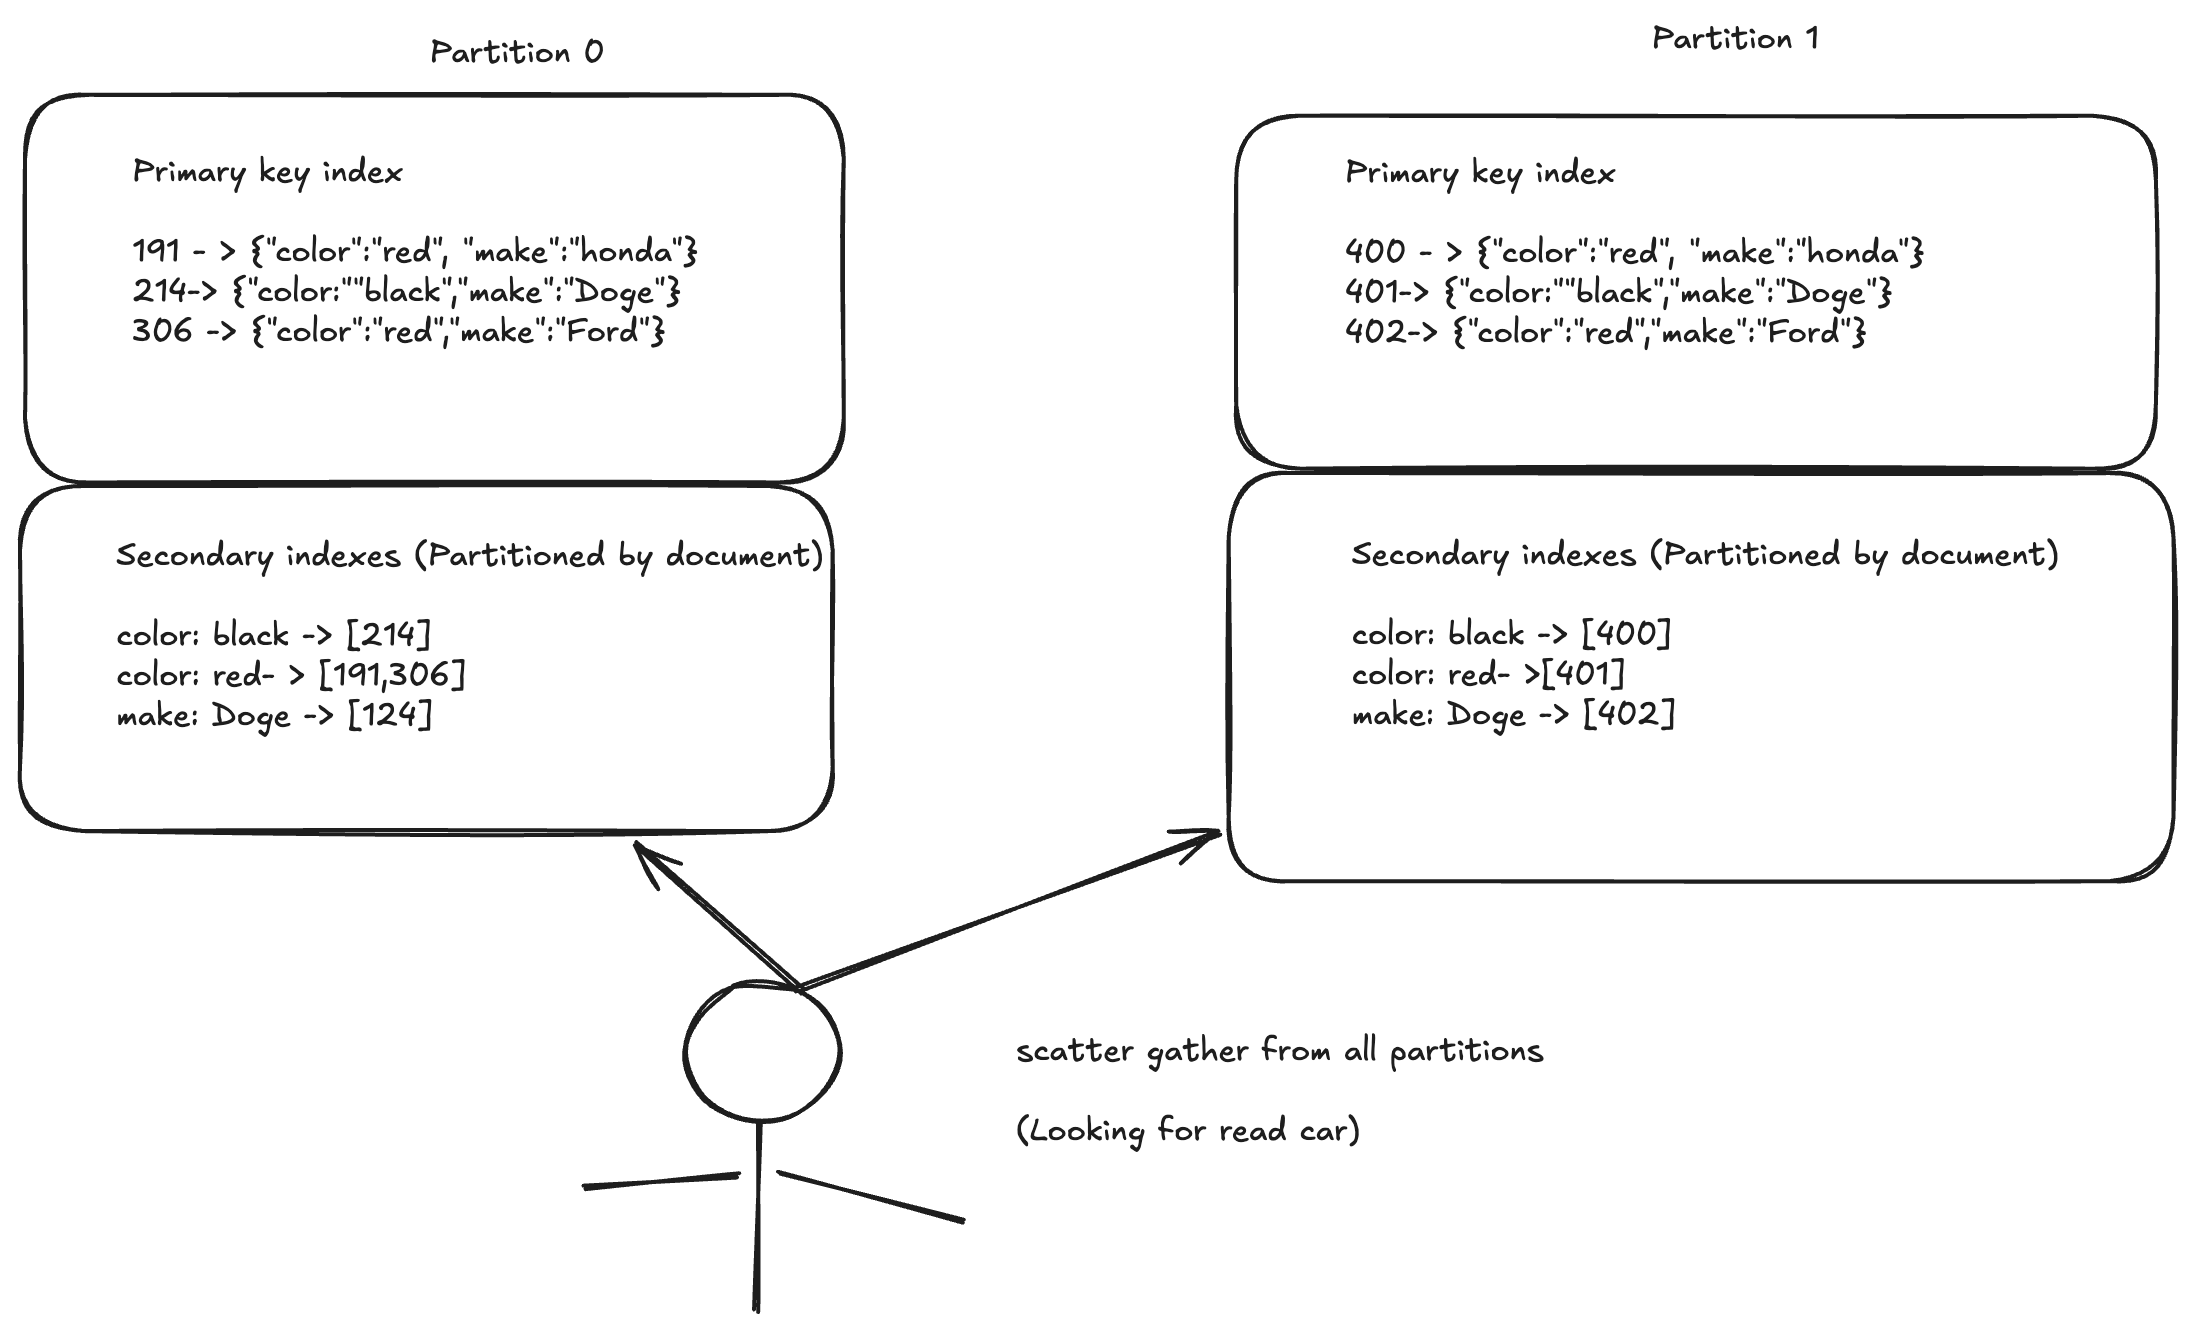 Partition 0
Primary key index
191 - > {"color":"red", "make":"honda"}
214-> {"color:""black","make":"Doge"}
306 -> {"color":"red","make":"Ford"}
Secondary indexes (Partitioned by document)
color: black -> [214]
color: red- > [191,306]
make: Doge -> [124]
Partition 1
Primary key index
400 - > {"color":"red", "make":"honda"}
401-> {"color:""black","make":"Doge"}
402-> {"color":"red","make":"Ford"}
Secondary indexes (Partitioned by document)
color: black -> [400]
color: red- >[401]
make: Doge -> [402]
scatter gather from all partitions
(Looking for read car)